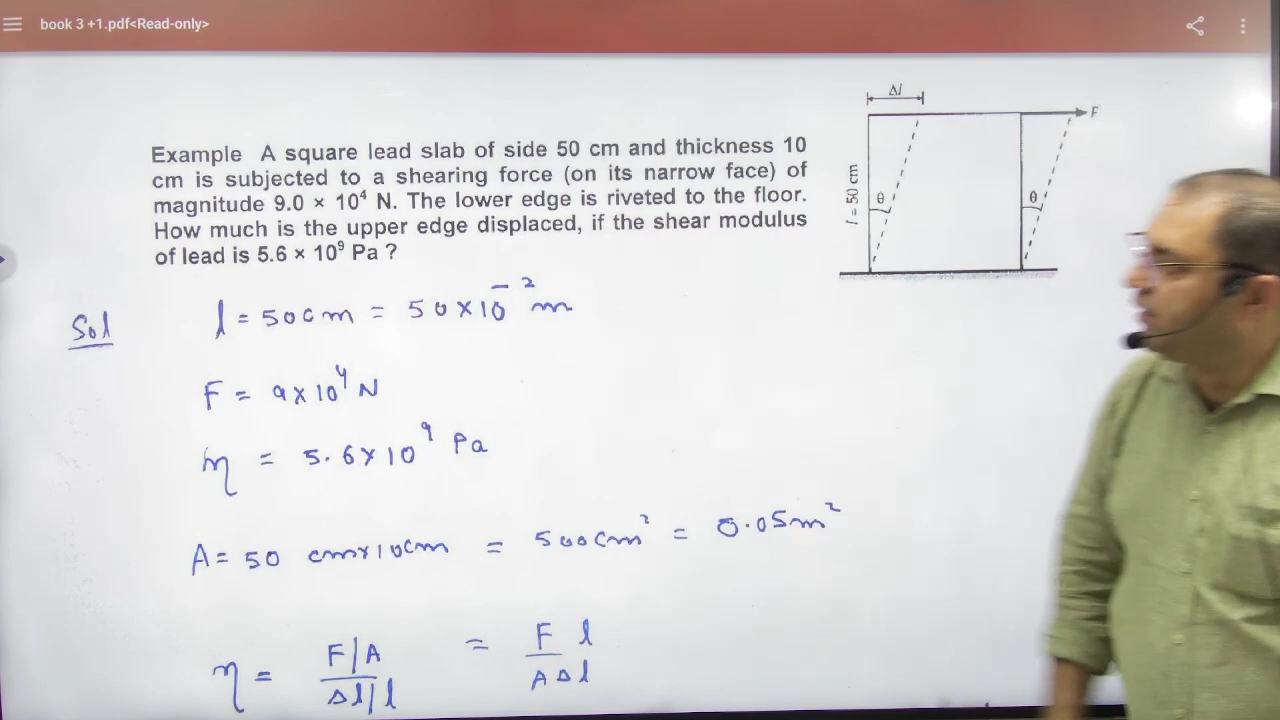 book 3 +1.pdf<Read-only>
Δl
F
l = 50 cm
θ
θ
Example A square lead slab of side 50 cm and thickness 10
cm is subjected to a shearing force (on its narrow face) of
magnitude 9.0 × 10⁴ N. The lower edge is riveted to the floor.
How much is the upper edge displaced, if the shear modulus
of lead is 5.6 × 10⁹ Pa ?
Sol
l = 50cm = 50×10⁻² m
F = 9×10⁴ N
η = 5.6×10⁹ Pa
A = 50 cm×10cm = 500cm² = 0.05m²
η = F/A / Δl/l = F l / A Δl